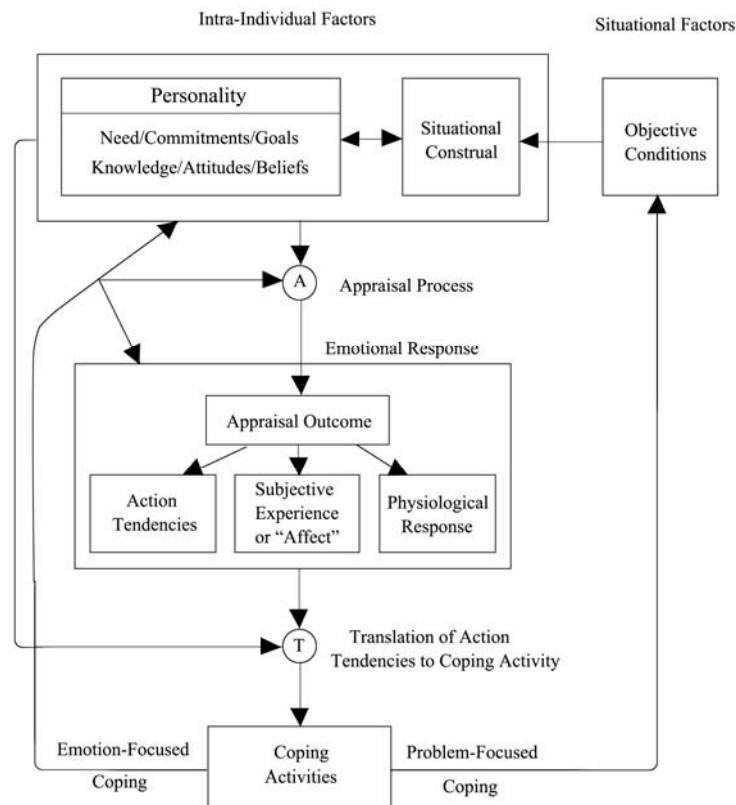 Intra-Individual Factors
Situational Factors
Personality
Need/Commitments/Goals
Knowledge/Attitudes/Beliefs
Situational
Construal
Objective
Conditions
A
Appraisal Process
Emotional Response
Appraisal Outcome
Action
Tendencies
Subjective
Experience
or “Affect”
Physiological
Response
T
Translation of Action
Tendencies to Coping Activity
Emotion-Focused
Coping
Coping
Activities
Problem-Focused
Coping